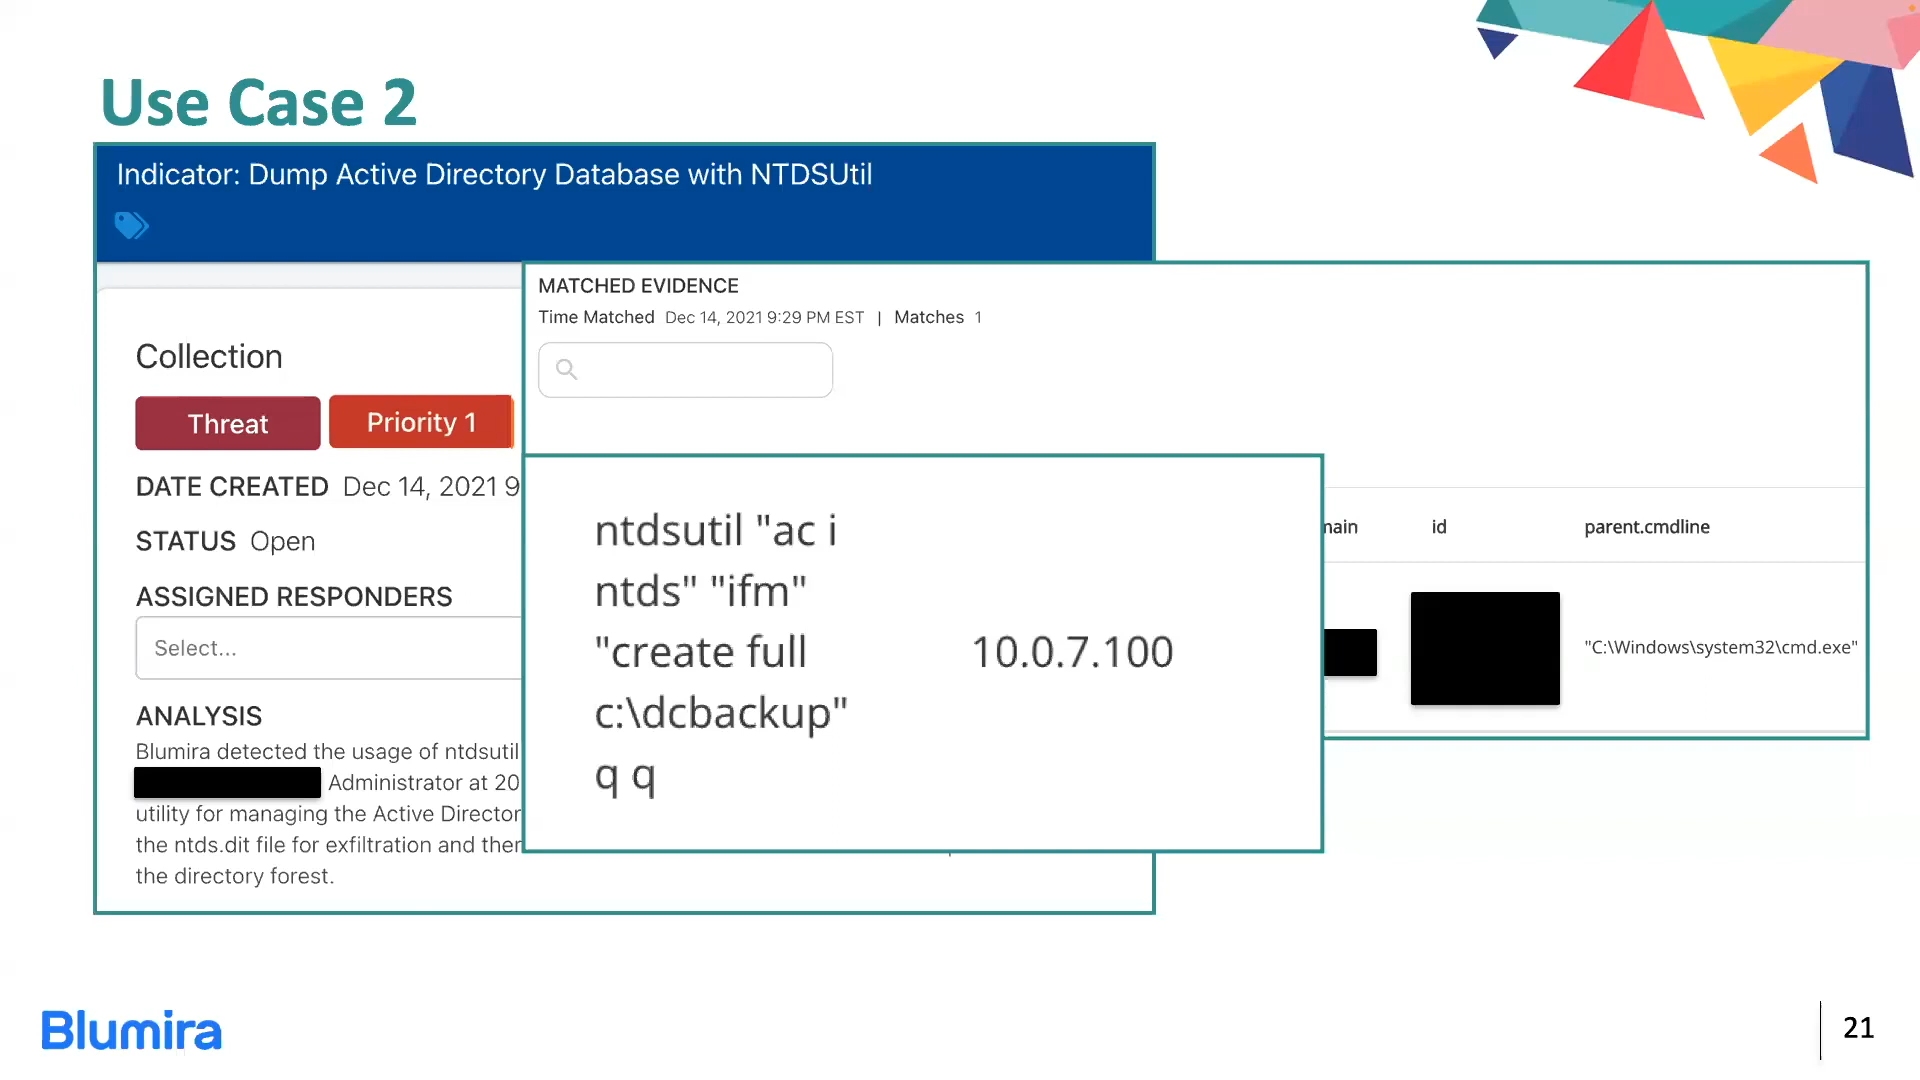 Use Case 2
Indicator: Dump Active Directory Database with NTDSUtil
Collection
Threat
Priority 1
DATE CREATED Dec 14, 2021 9
STATUS Open
ASSIGNED RESPONDERS
Select...
ANALYSIS
Blumira detected the usage of ntdsutil
Administrator at 20
utility for managing the Active Director
the ntds.dit file for exfiltration and ther
the directory forest.
MATCHED EVIDENCE
Time Matched Dec 14, 2021 9:29 PM EST | Matches 1
ntdsutil "ac i
ntds" "ifm"
"create full
c:\dcbackup"
q q
10.0.7.100
main id parent.cmdline
"C:\Windows\system32\cmd.exe"
Blumira
21